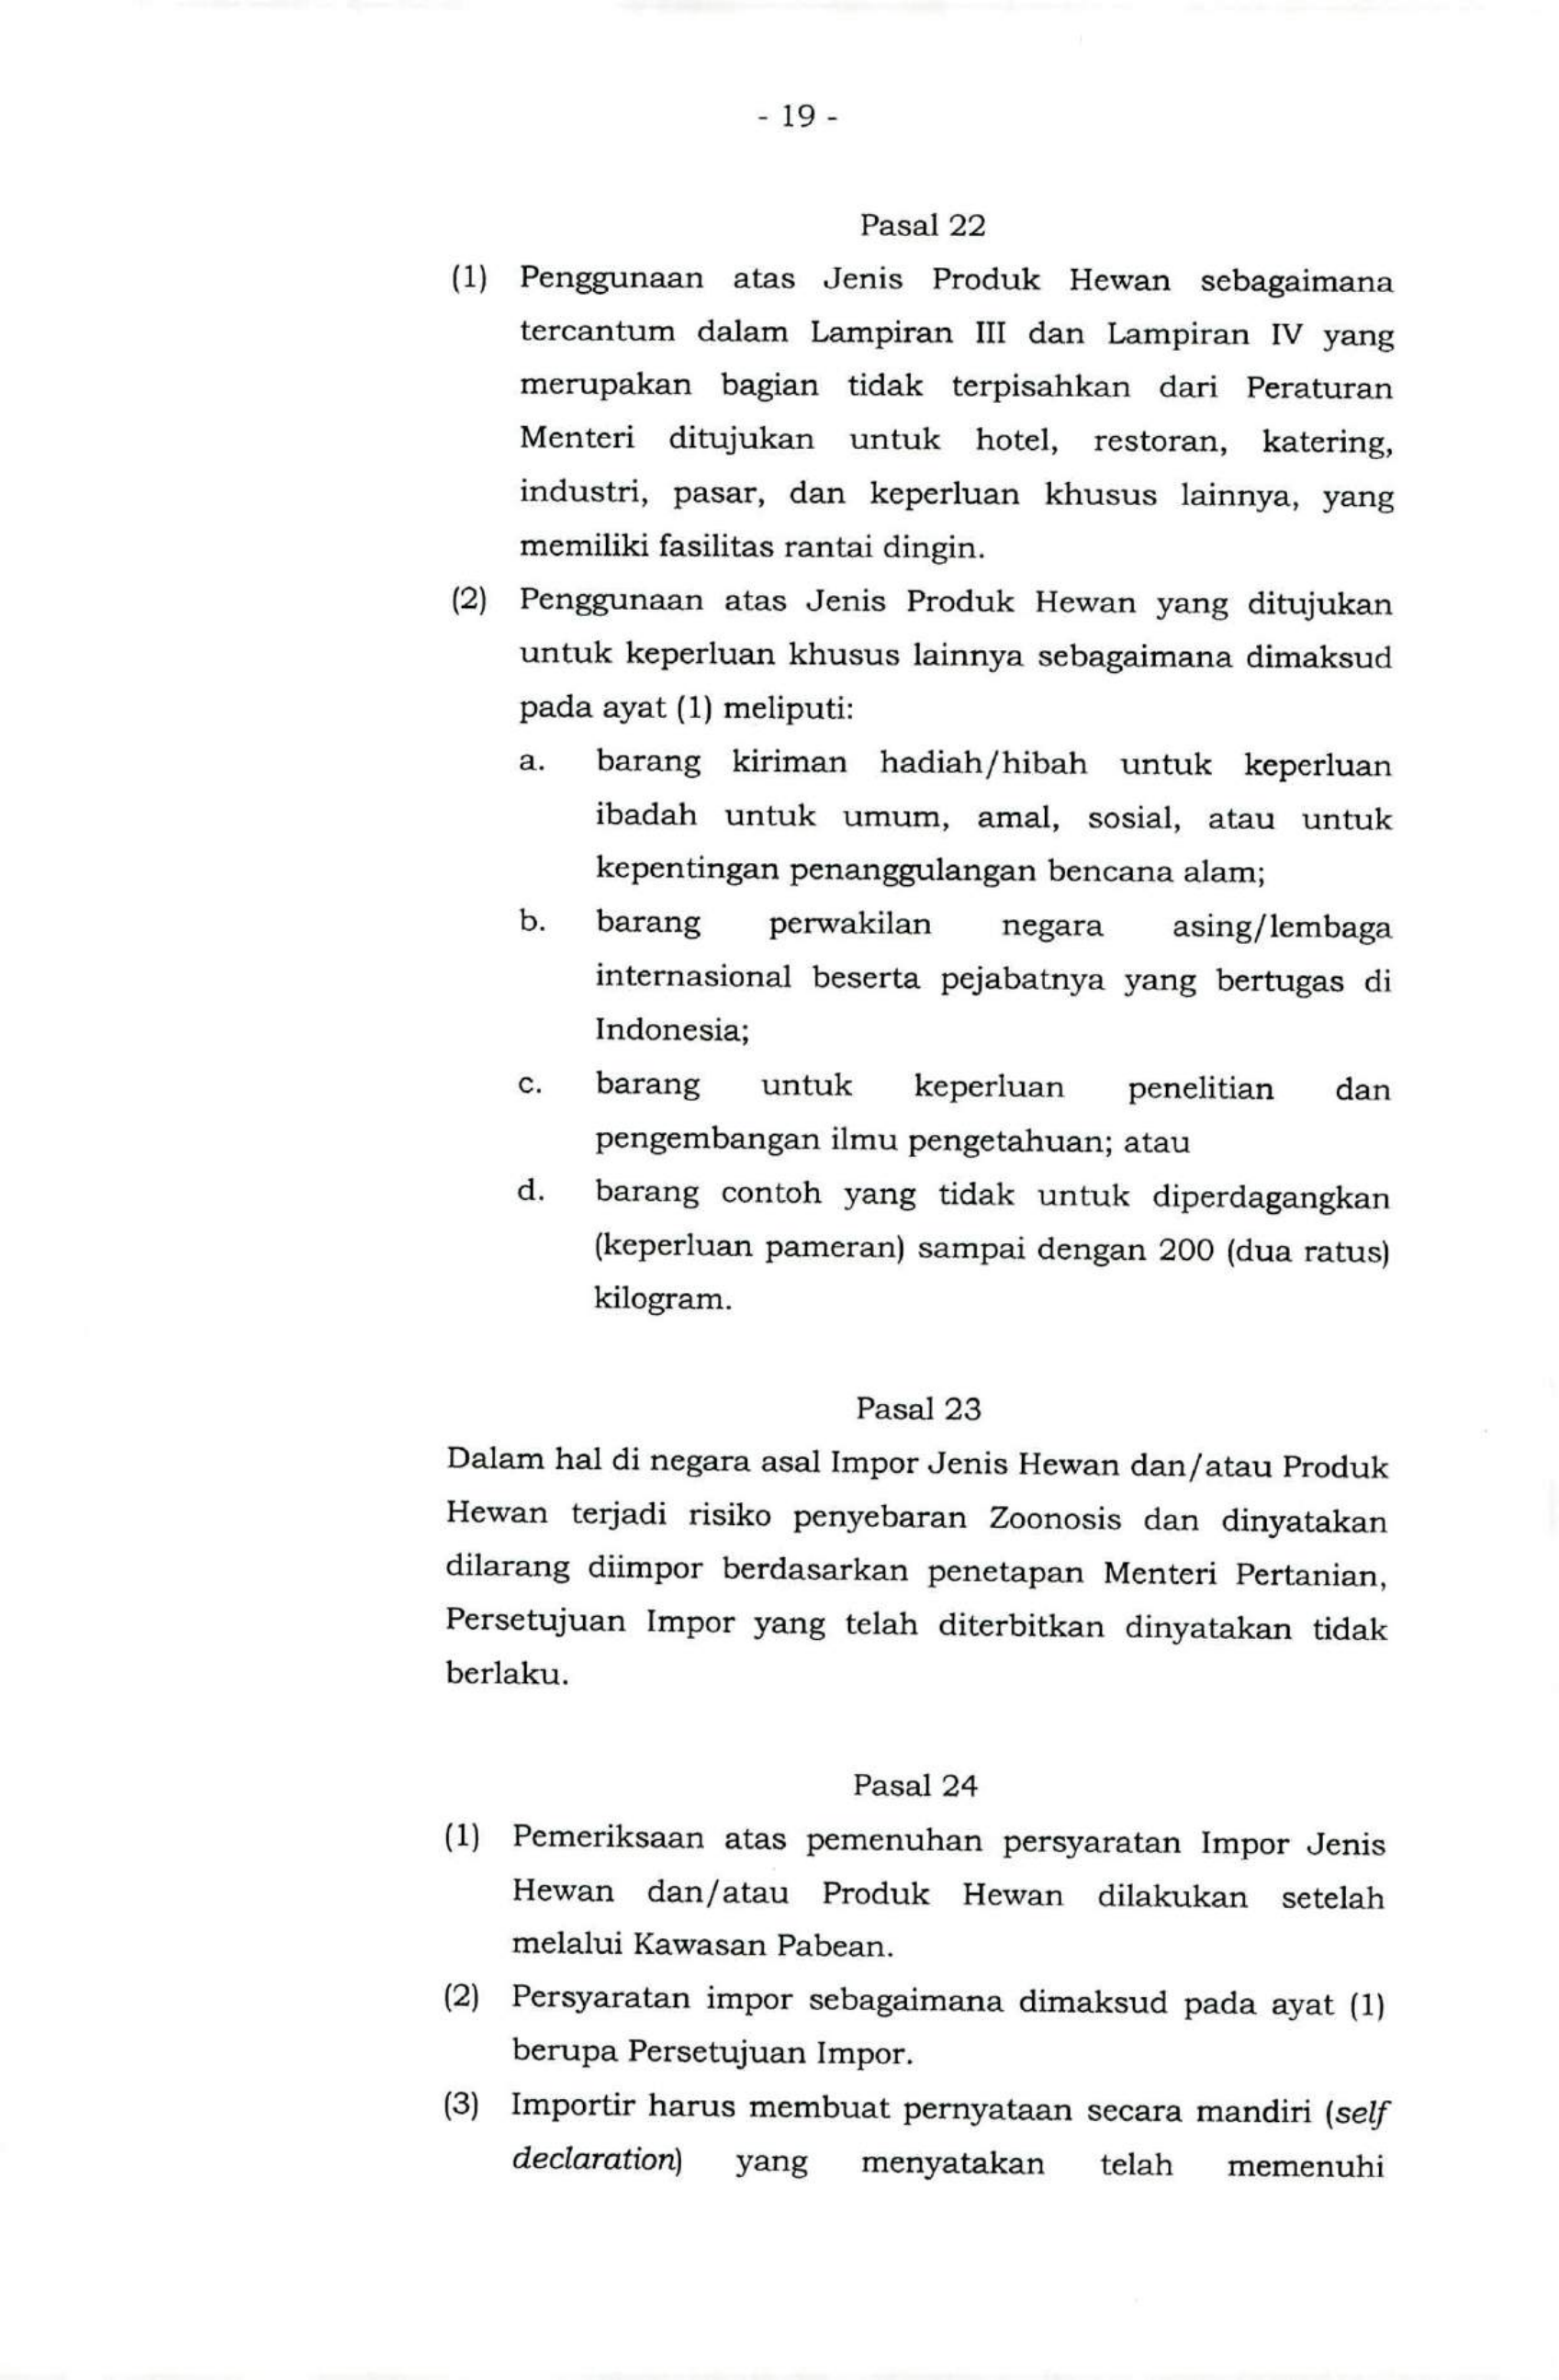 - 19 -
Pasal 22
(1) Penggunaan atas Jenis Produk Hewan sebagaimana
tercantum dalam Lampiran III dan Lampiran IV yang
merupakan bagian tidak terpisahkan dari Peraturan
Menteri ditujukan untuk hotel, restoran, katering,
industri, pasar, dan keperluan khusus lainnya, yang
memiliki fasilitas rantai dingin.
(2) Penggunaan atas Jenis Produk Hewan yang ditujukan
untuk keperluan khusus lainnya sebagaimana dimaksud
pada ayat (1) meliputi:
a. barang kiriman hadiah/hibah untuk keperluan
ibadah untuk umum, amal, sosial, atau untuk
kepentingan penanggulangan bencana alam;
b. barang perwakilan negara asing/lembaga
internasional beserta pejabatnya yang bertugas di
Indonesia;
c. barang untuk keperluan penelitian dan
pengembangan ilmu pengetahuan; atau
d. barang contoh yang tidak untuk diperdagangkan
(keperluan pameran) sampai dengan 200 (dua ratus)
kilogram.
Pasal 23
Dalam hal di negara asal Impor Jenis Hewan dan/atau Produk
Hewan terjadi risiko penyebaran Zoonosis dan dinyatakan
dilarang diimpor berdasarkan penetapan Menteri Pertanian,
Persetujuan Impor yang telah diterbitkan dinyatakan tidak
berlaku.
Pasal 24
(1) Pemeriksaan atas pemenuhan persyaratan Impor Jenis
Hewan dan/atau Produk Hewan dilakukan setelah
melalui Kawasan Pabean.
(2) Persyaratan impor sebagaimana dimaksud pada ayat (1)
berupa Persetujuan Impor.
(3) Importir harus membuat pernyataan secara mandiri (self
declaration) yang menyatakan telah memenuhi